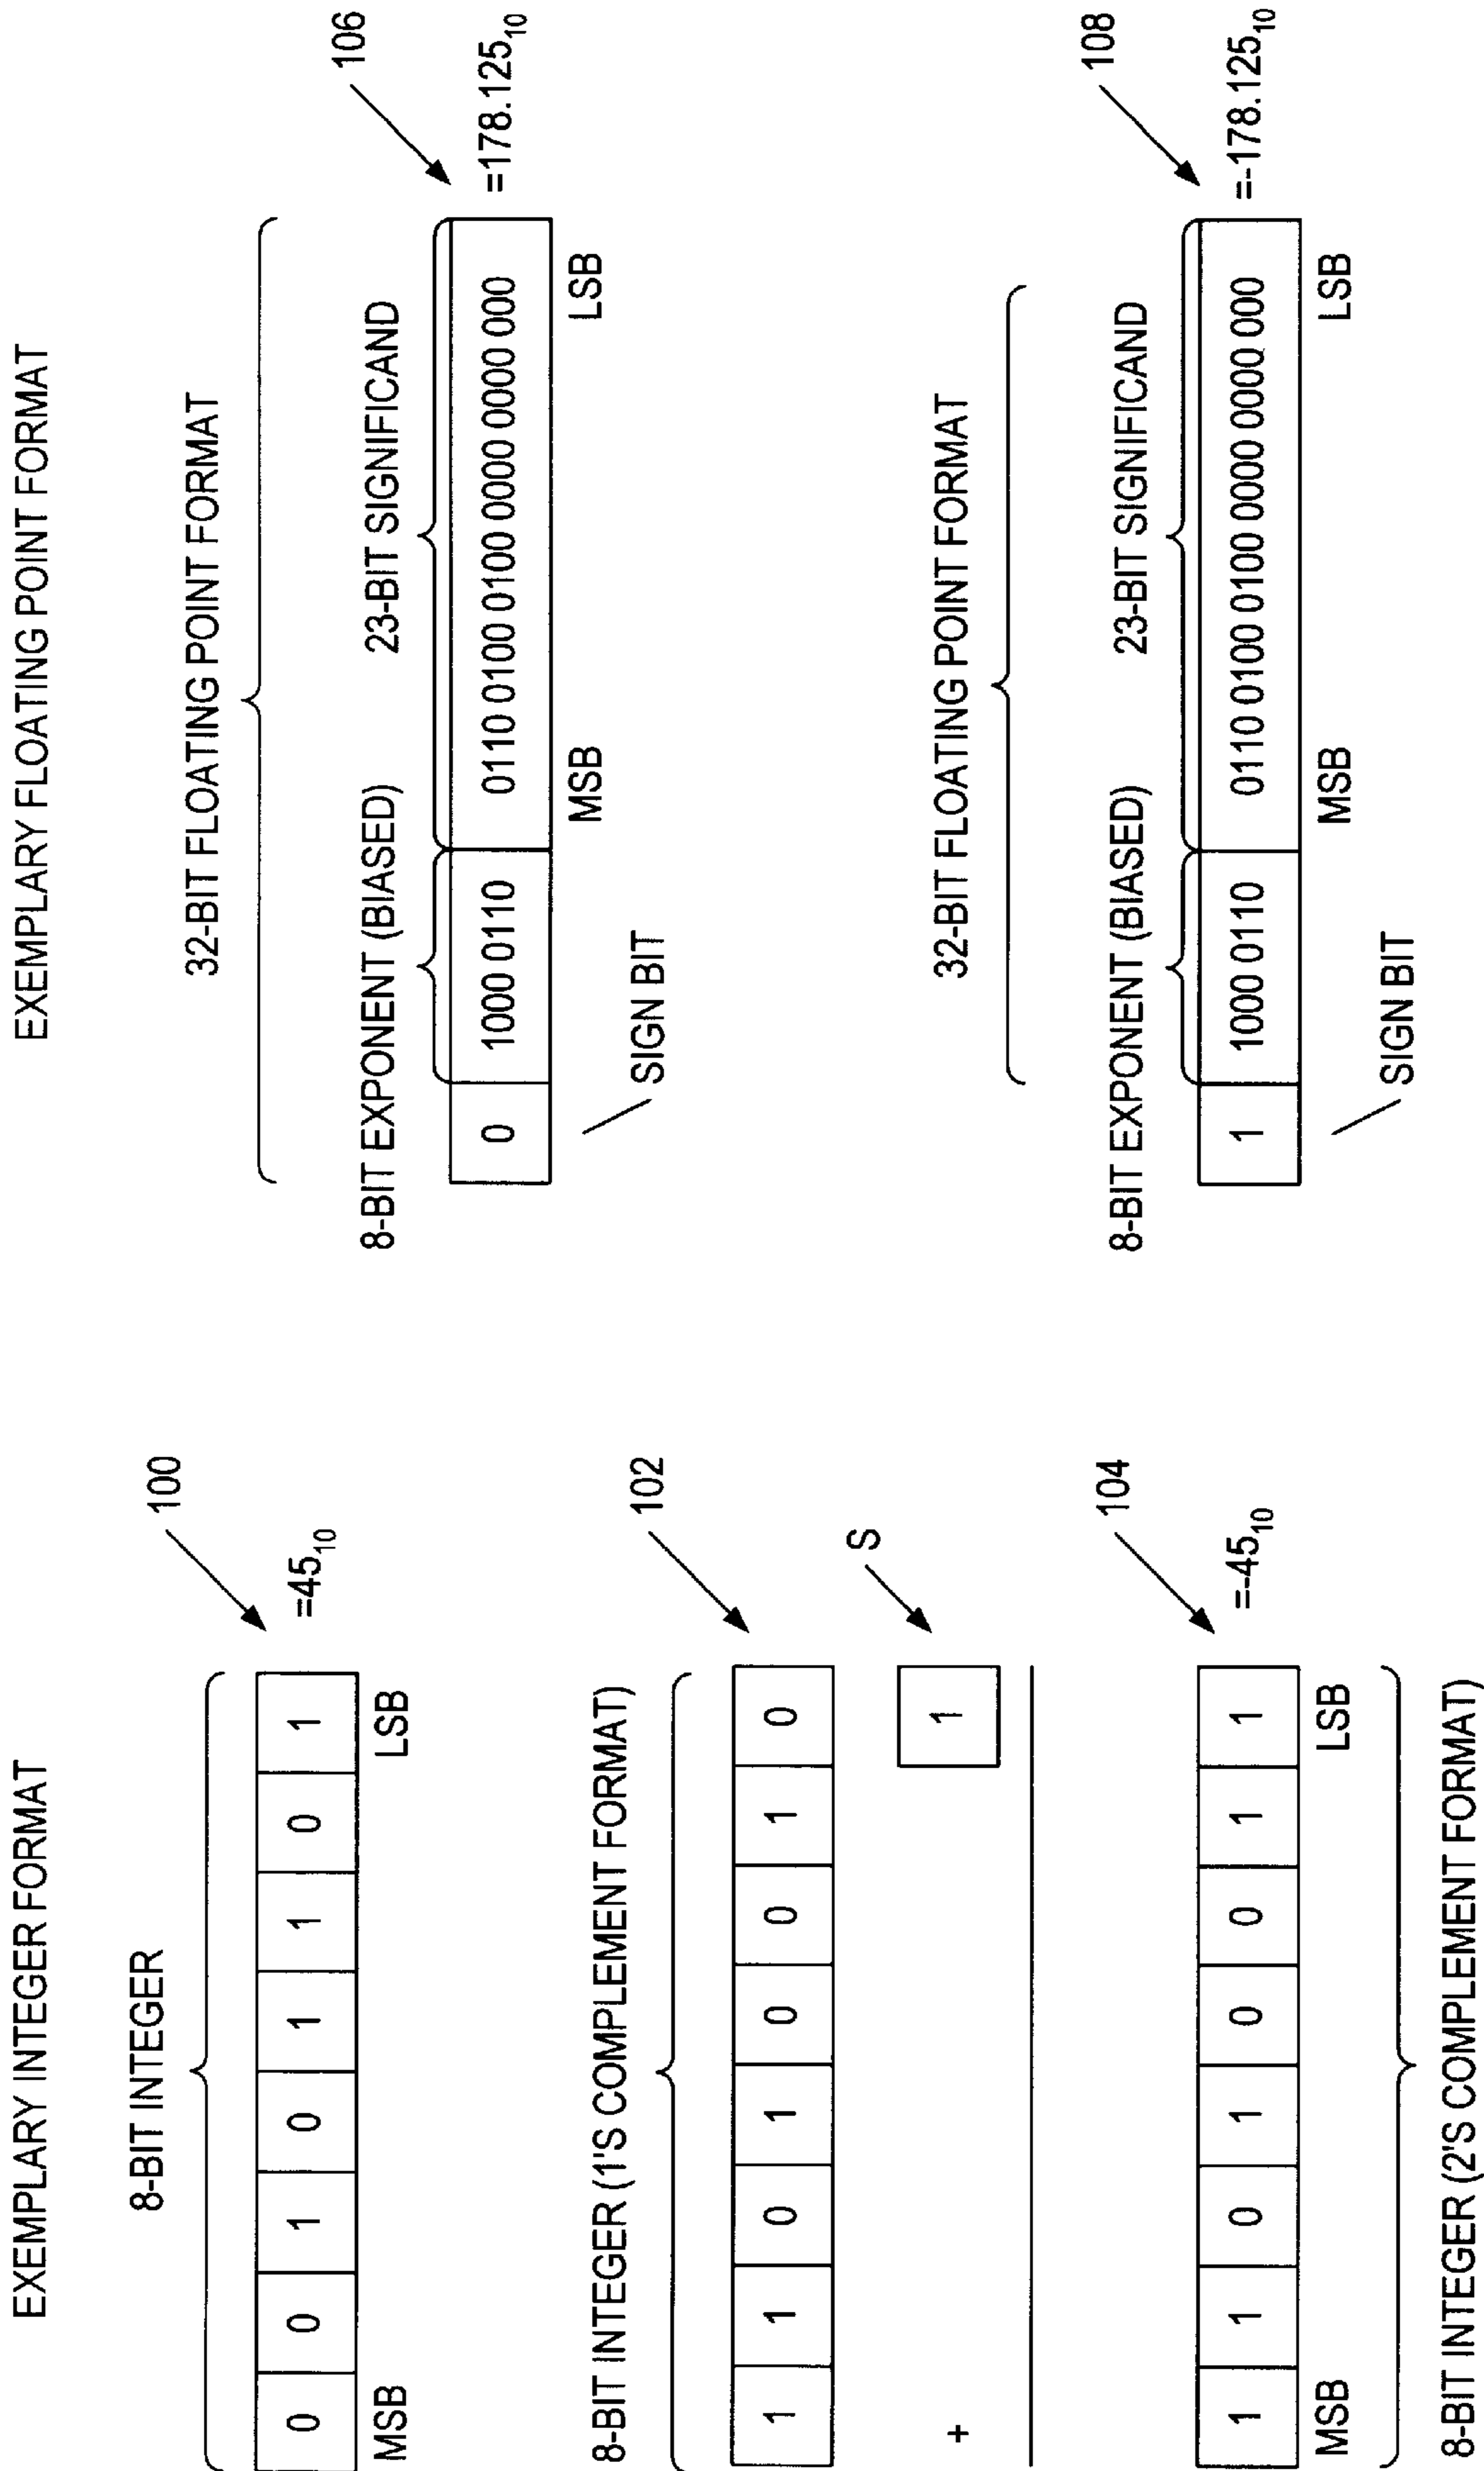 EXEMPLARY INTEGER FORMAT
8-BIT INTEGER
100
0 0 1 0 1 1 0 1 =45₁₀
MSB LSB
8-BIT INTEGER (1'S COMPLEMENT FORMAT)
102
1 1 0 1 0 0 1 0
S
+ 1
104
1 1 0 1 0 0 1 1 =-45₁₀
MSB LSB
8-BIT INTEGER (2'S COMPLEMENT FORMAT)
EXEMPLARY FLOATING POINT FORMAT
32-BIT FLOATING POINT FORMAT
106
8-BIT EXPONENT (BIASED) 23-BIT SIGNIFICAND
0 1000 0110 0110 0100 0100 0000 0000 000 =178.125₁₀
MSB LSB
SIGN BIT
32-BIT FLOATING POINT FORMAT
108
8-BIT EXPONENT (BIASED) 23-BIT SIGNIFICAND
1 1000 0110 0110 0100 0100 0000 0000 000 =-178.125₁₀
MSB LSB
SIGN BIT